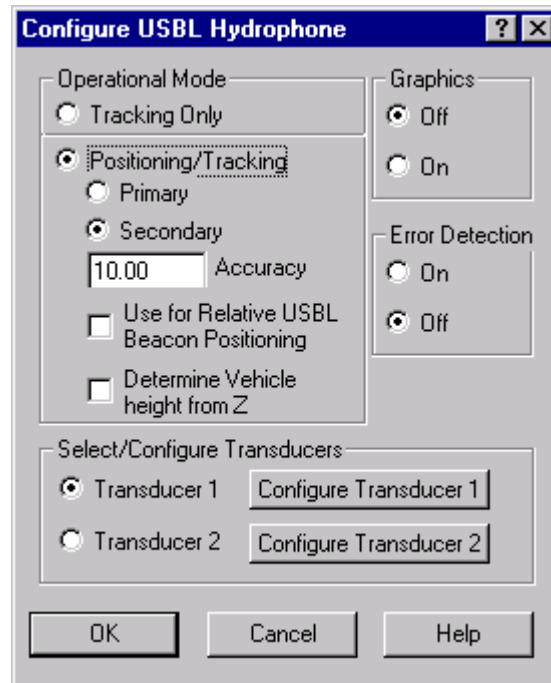 Configure USBL Hydrophone ? X
Operational Mode
Tracking Only
Positioning/Tracking
Primary
Secondary
10.00 Accuracy
Use for Relative USBL
Beacon Positioning
Determine Vehicle
height from Z
Graphics
Off
On
Error Detection
On
Off
Select/Configure Transducers
Transducer 1 Configure Transducer 1
Transducer 2 Configure Transducer 2
OK Cancel Help